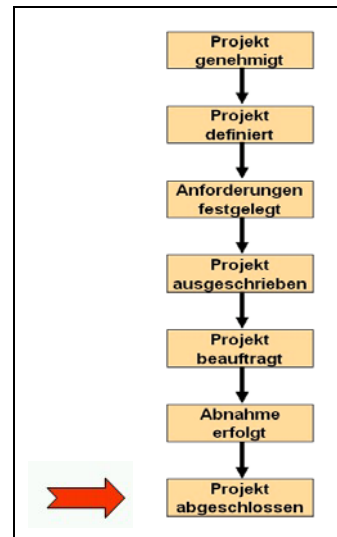 Projekt
genehmigt
Projekt
definiert
Anforderungen
festgelegt
Projekt
ausgeschrieben
Projekt
beauftragt
Abnahme
erfolgt
Projekt
abgeschlossen